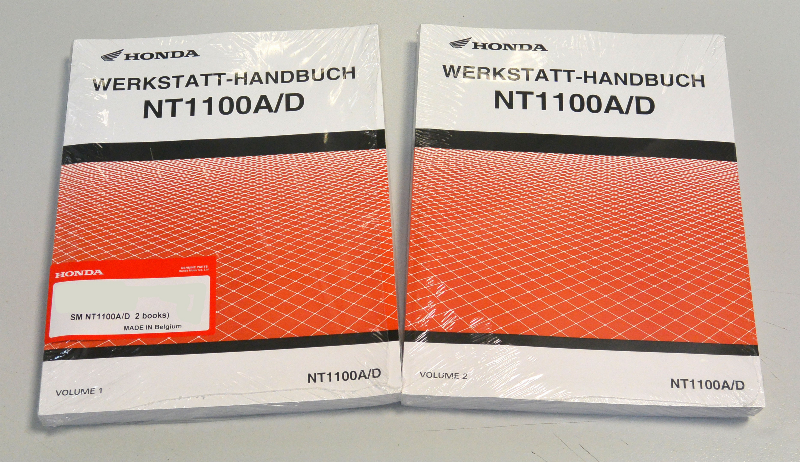 HONDA
WERKSTATT-HANDBUCH
NT1100A/D
HONDA
SM NT1100A/D 2 books)
MADE IN Belgium
VOLUME 1
NT1100A/D
HONDA
WERKSTATT-HANDBUCH
NT1100A/D
VOLUME 2
NT1100A/D